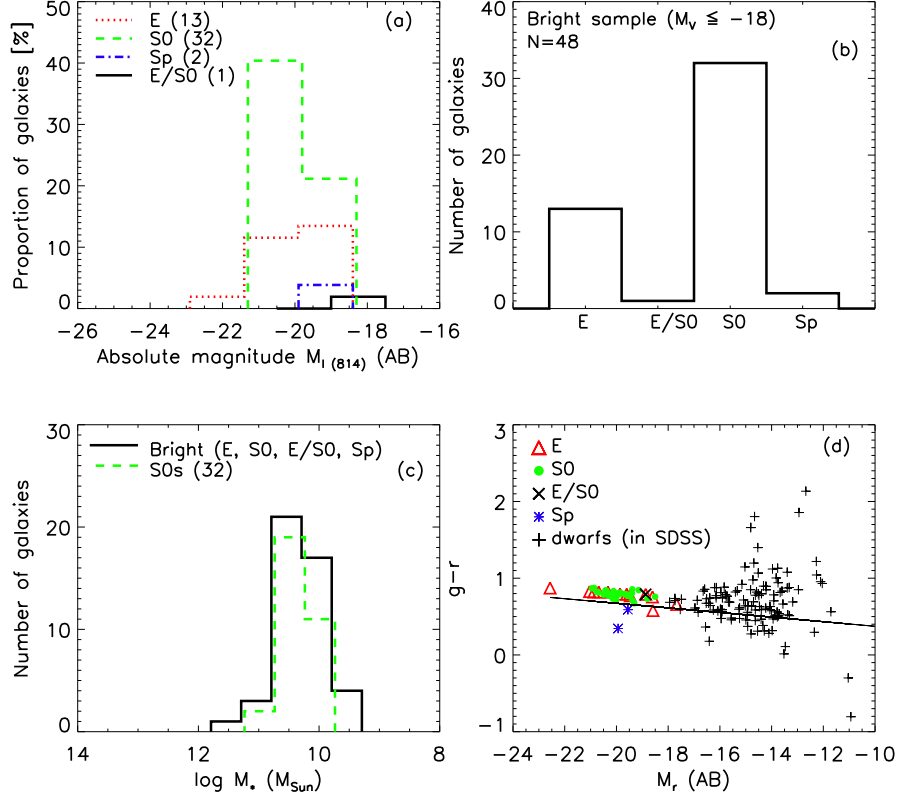 (a)
E (13)
S0 (32)
Sp (2)
E/S0 (1)
Proportion of galaxies [%]
50
40
30
20
10
0
−26 −24 −22 −20 −18 −16
Absolute magnitude M_I (814) (AB)
Bright sample (M_V ≦ −18)
N=48
(b)
Number of galaxies
40
30
20
10
0
E E/S0 S0 Sp
Bright (E, S0, E/S0, Sp)
S0s (32)
(c)
Number of galaxies
30
20
10
0
14 12 10 8
log M_* (M_Sun)
(d)
E
S0
E/S0
Sp
dwarfs (in SDSS)
g−r
3
2
1
0
−1
−24 −22 −20 −18 −16 −14 −12 −10
M_r (AB)